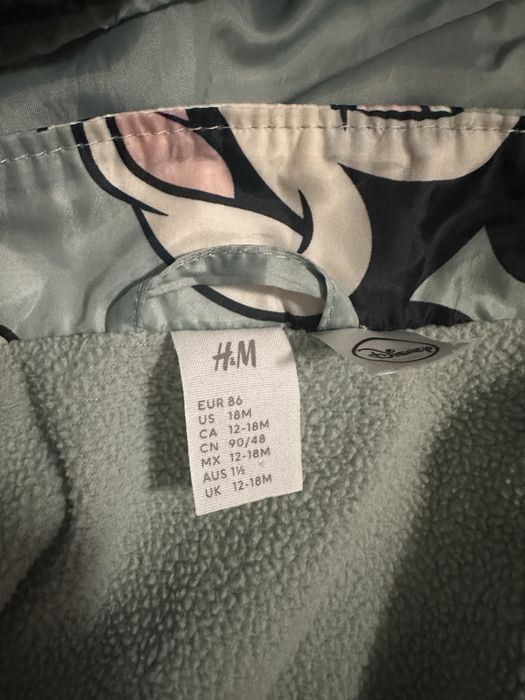 H&M
Disney
EUR 86
US 18M
CA 12-18M
CN 90/48
MX 12-18M
AUS 1½
UK 12-18M